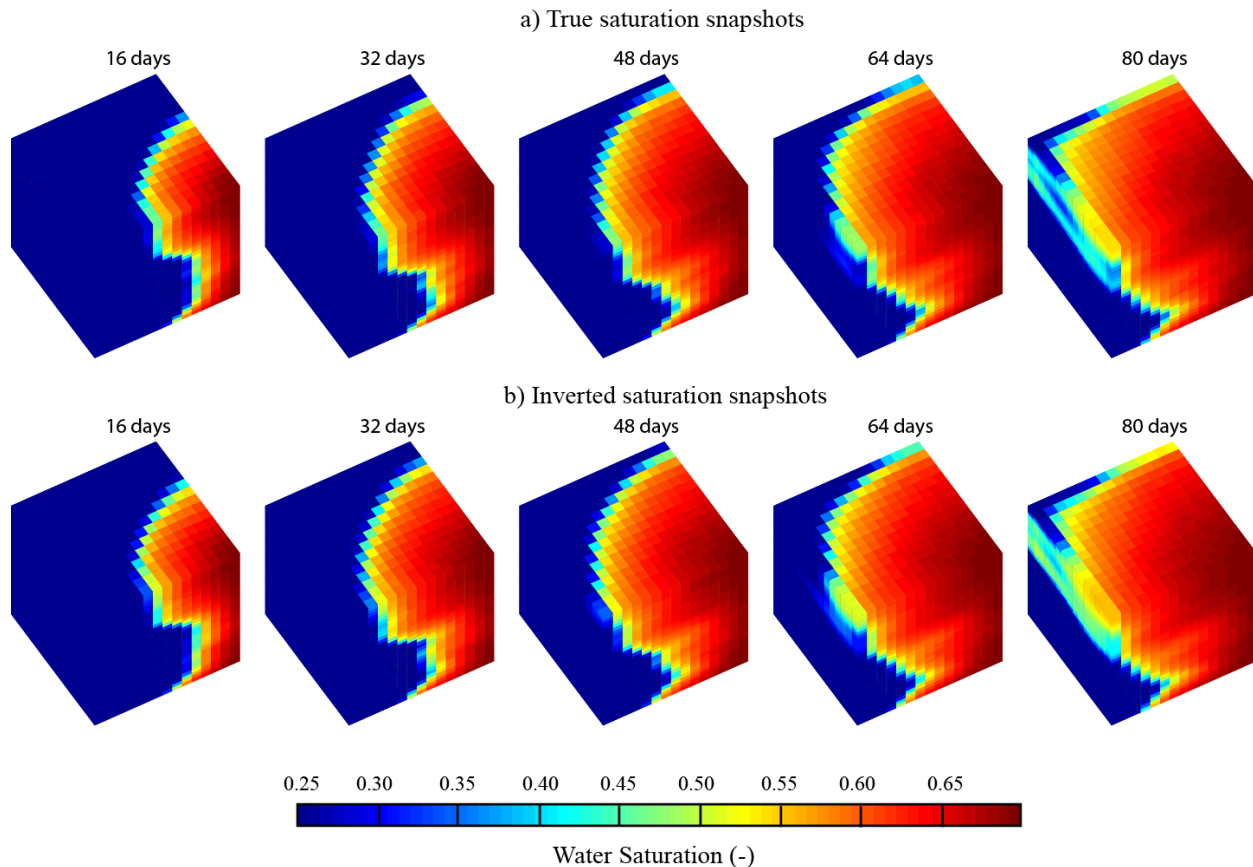 a) True saturation snapshots
16 days 32 days 48 days 64 days 80 days
b) Inverted saturation snapshots
16 days 32 days 48 days 64 days 80 days
0.25 0.30 0.35 0.40 0.45 0.50 0.55 0.60 0.65
Water Saturation (-)